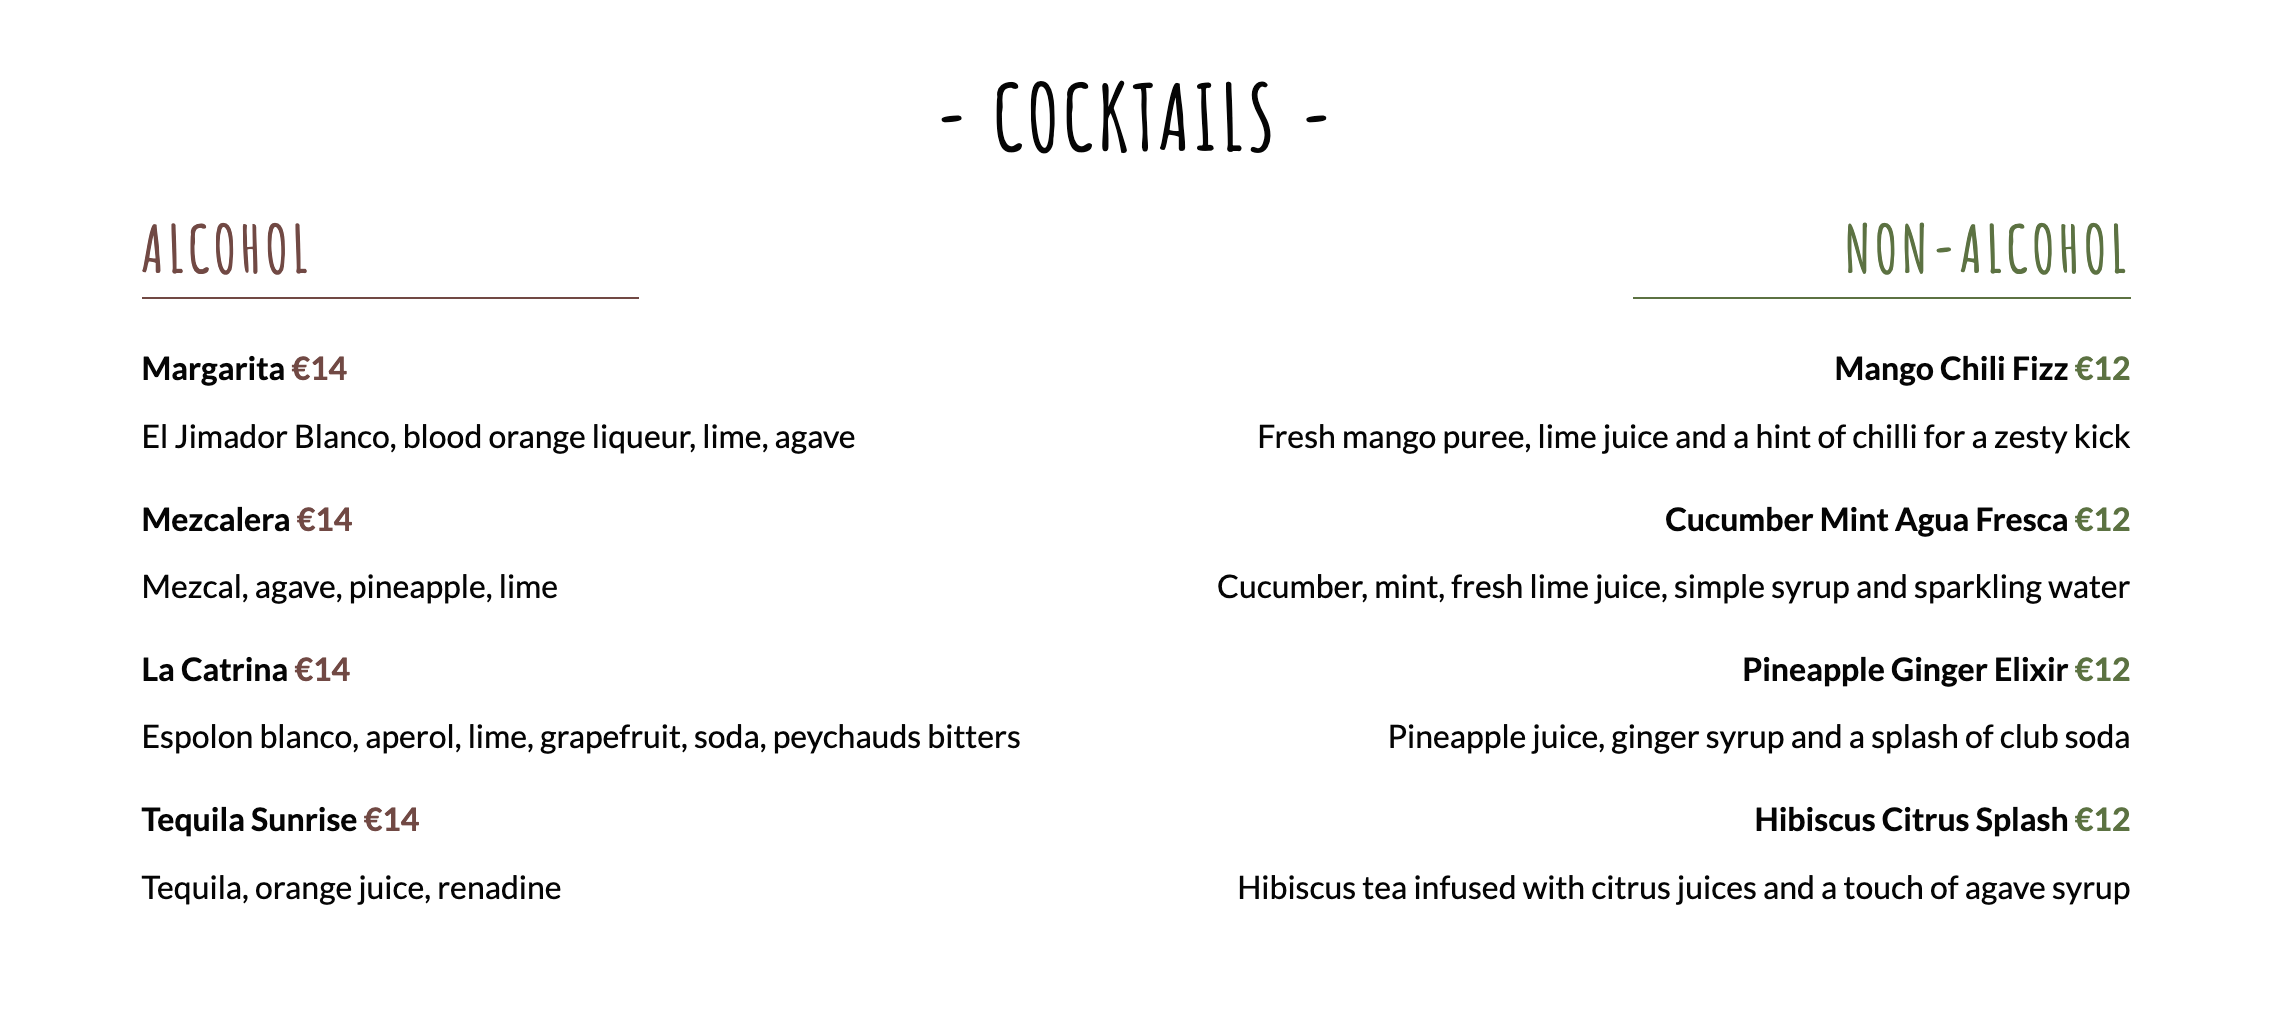 - COCKTAILS -
ALCOHOL
Margarita €14
El Jimador Blanco, blood orange liqueur, lime, agave
Mezcalera €14
Mezcal, agave, pineapple, lime
La Catrina €14
Espolon blanco, aperol, lime, grapefruit, soda, peychauds bitters
Tequila Sunrise €14
Tequila, orange juice, renadine
NON-ALCOHOL
Mango Chili Fizz €12
Fresh mango puree, lime juice and a hint of chilli for a zesty kick
Cucumber Mint Agua Fresca €12
Cucumber, mint, fresh lime juice, simple syrup and sparkling water
Pineapple Ginger Elixir €12
Pineapple juice, ginger syrup and a splash of club soda
Hibiscus Citrus Splash €12
Hibiscus tea infused with citrus juices and a touch of agave syrup